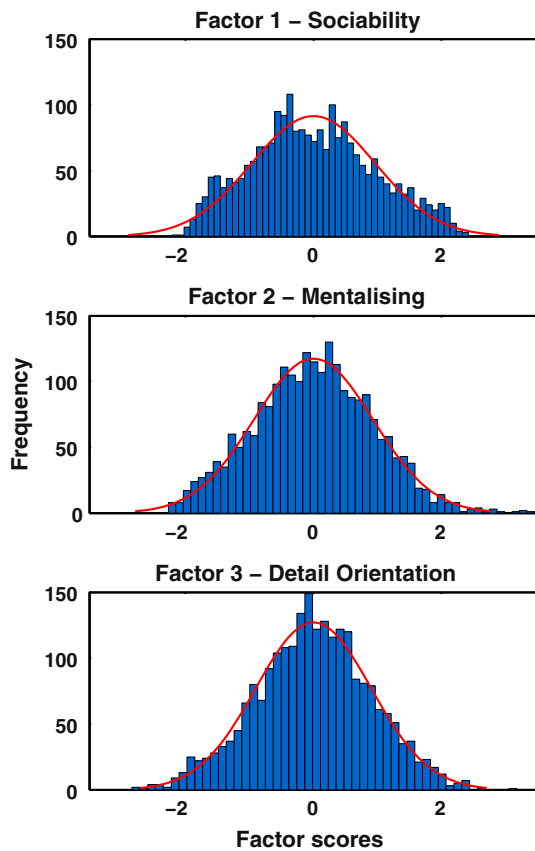 Factor 1 – Sociability
150
100
50
0
−2 0 2
Factor 2 – Mentalising
150
100
50
0
−2 0 2
Frequency
Factor 3 – Detail Orientation
150
100
50
0
−2 0 2
Factor scores